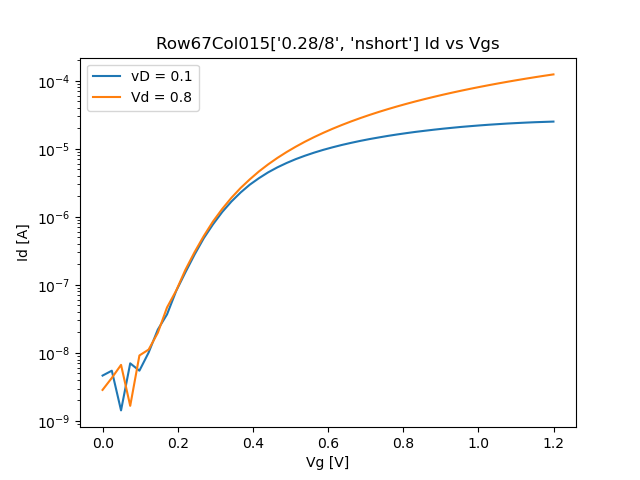 Row67Col015['0.28/8', 'nshort'] Id vs Vgs
vD = 0.1
Vd = 0.8
Id [A]
10⁻⁴
10⁻⁵
10⁻⁶
10⁻⁷
10⁻⁸
10⁻⁹
0.0 0.2 0.4 0.6 0.8 1.0 1.2
Vg [V]